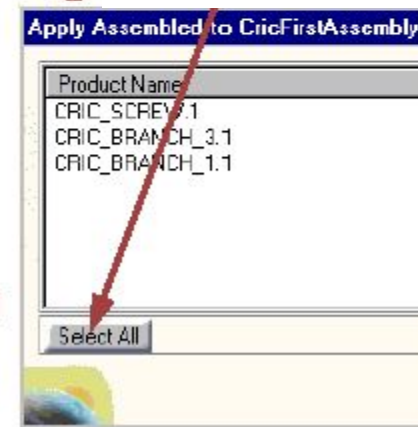 Apply Assembled to CricFirstAssembly
Product Name
CRIC_SCREW.1
CRIC_BRANCH_3.1
CRIC_BRANCH_1.1
Select All